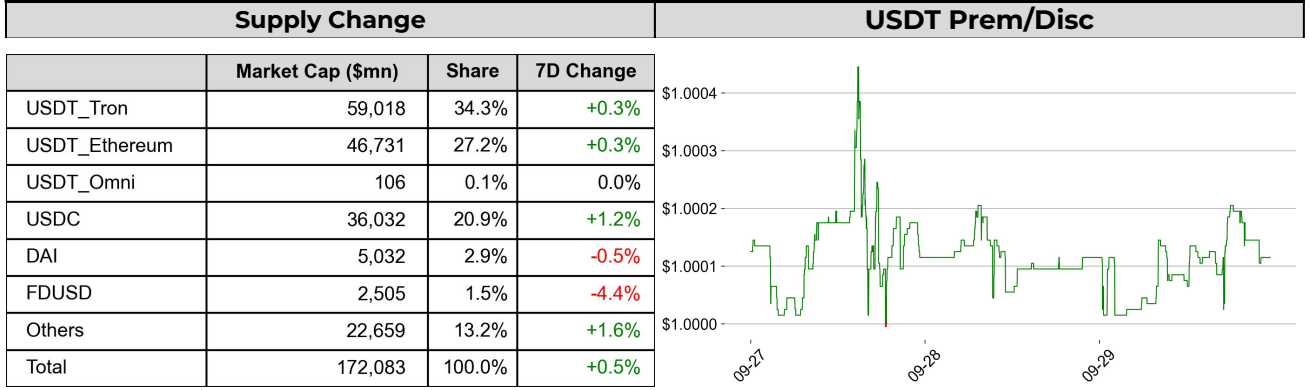 Supply Change
Market Cap ($mn) Share 7D Change
USDT_Tron 59,018 34.3% +0.3%
USDT_Ethereum 46,731 27.2% +0.3%
USDT_Omni 106 0.1% 0.0%
USDC 36,032 20.9% +1.2%
DAI 5,032 2.9% -0.5%
FDUSD 2,505 1.5% -4.4%
Others 22,659 13.2% +1.6%
Total 172,083 100.0% +0.5%
USDT Prem/Disc
$1.0004
$1.0003
$1.0002
$1.0001
$1.0000
09-27 09-28 09-29